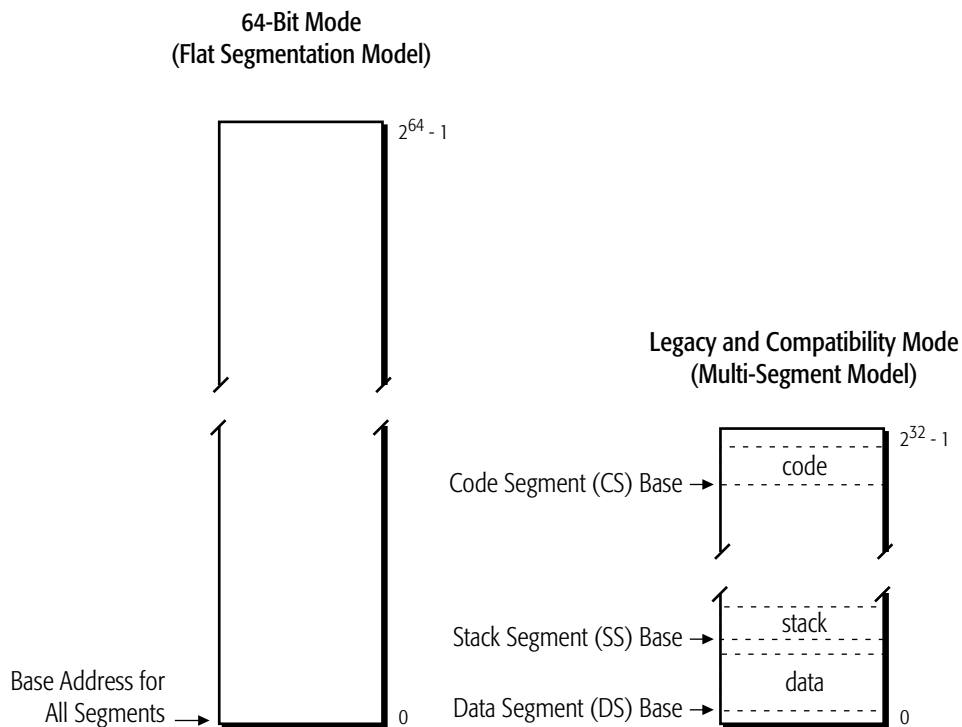 64-Bit Mode
(Flat Segmentation Model)
2^64 - 1
Legacy and Compatibility Mode
(Multi-Segment Model)
2^32 - 1
code
Code Segment (CS) Base
stack
Stack Segment (SS) Base
data
Base Address for
All Segments
0
Data Segment (DS) Base
0